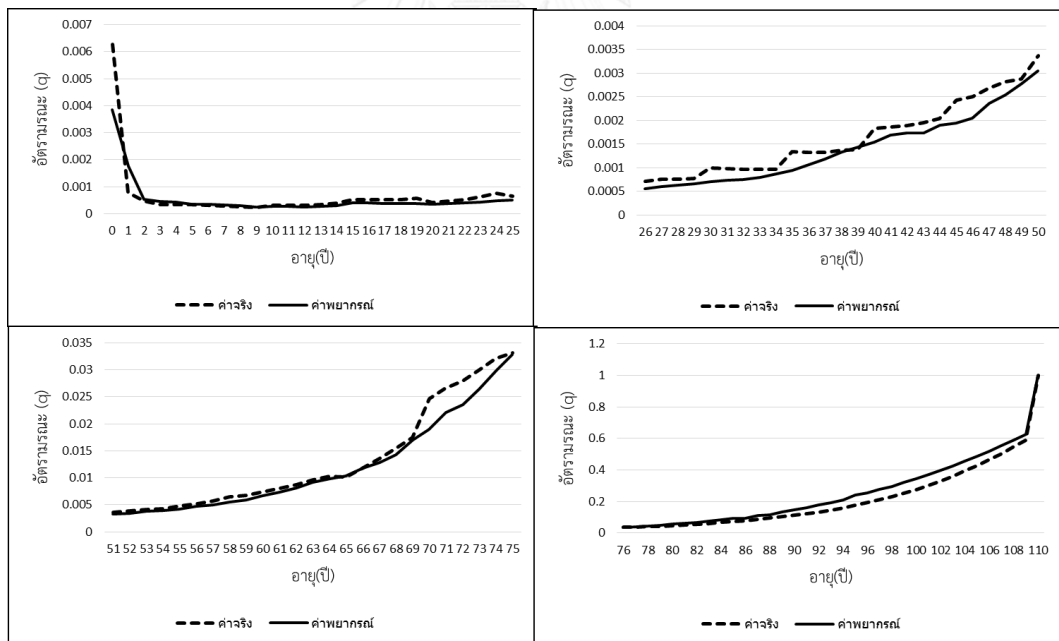 0.007
0.006
0.005
0.004
0.003
0.002
0.001
0
อัตรามรณะ (q)
0 1 2 3 4 5 6 7 8 9 10 11 12 13 14 15 16 17 18 19 20 21 22 23 24 25
อายุ(ปี)
ค่าจริง ค่าพยากรณ์
0.004
0.0035
0.003
0.0025
0.002
0.0015
0.001
0.0005
0
อัตรามรณะ (q)
26 27 28 29 30 31 32 33 34 35 36 37 38 39 40 41 42 43 44 45 46 47 48 49 50
อายุ(ปี)
ค่าจริง ค่าพยากรณ์
0.035
0.03
0.025
0.02
0.015
0.01
0.005
0
อัตรามรณะ (q)
51 52 53 54 55 56 57 58 59 60 61 62 63 64 65 66 67 68 69 70 71 72 73 74 75
อายุ(ปี)
ค่าจริง ค่าพยากรณ์
1.2
1
0.8
0.6
0.4
0.2
0
อัตรามรณะ (q)
76 78 80 82 84 86 88 90 92 94 96 98 100 102 104 106 108 110
อายุ(ปี)
ค่าจริง ค่าพยากรณ์